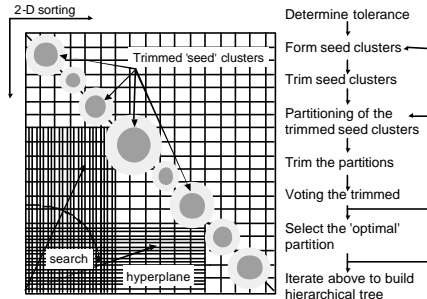 2-D sorting
Trimmed 'seed' clusters
search
hyperplane
Determine tolerance
Form seed clusters
Trim seed clusters
Partitioning of the
trimmed seed clusters
Trim the partitions
Voting the trimmed
Select the 'optimal'
partition
Iterate above to build
hierarchical tree